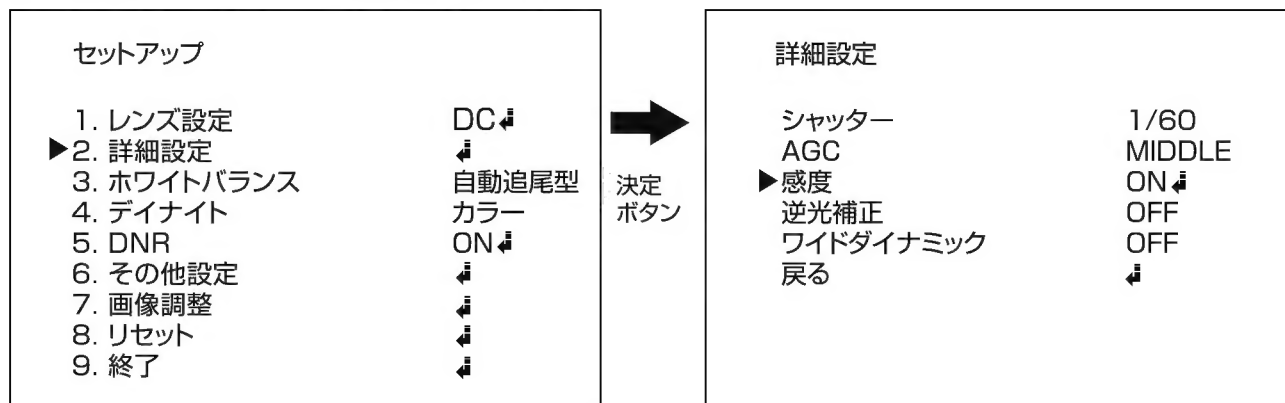 セットアップ
1. レンズ設定 DC↲
▶2. 詳細設定 ↲
3. ホワイトバランス 自動追尾型
4. デイナイト カラー
5. DNR ON↲
6. その他設定 ↲
7. 画像調整 ↲
8. リセット ↲
9. 終了 ↲
決定
ボタン
詳細設定
シャッター 1/60
AGC MIDDLE
▶感度 ON↲
逆光補正 OFF
ワイドダイナミック OFF
戻る ↲